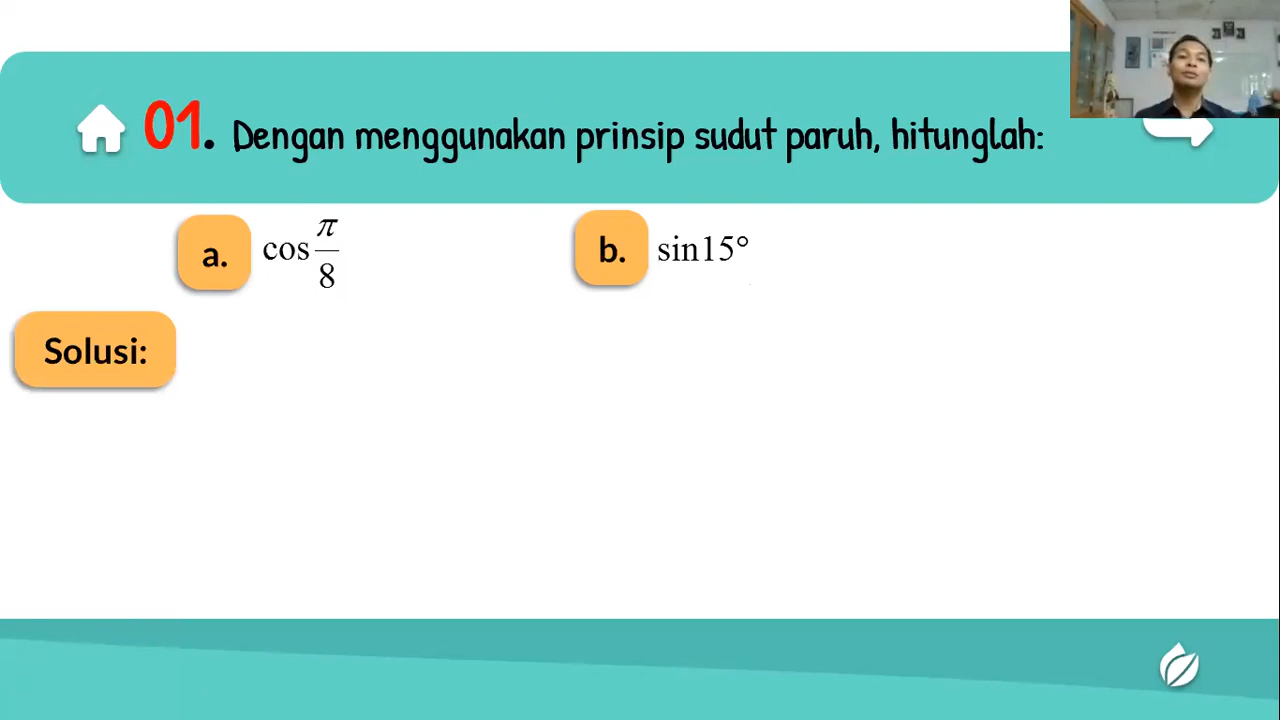 01. Dengan menggunakan prinsip sudut paruh, hitunglah:
a. cos π/8
b. sin15°
Solusi: